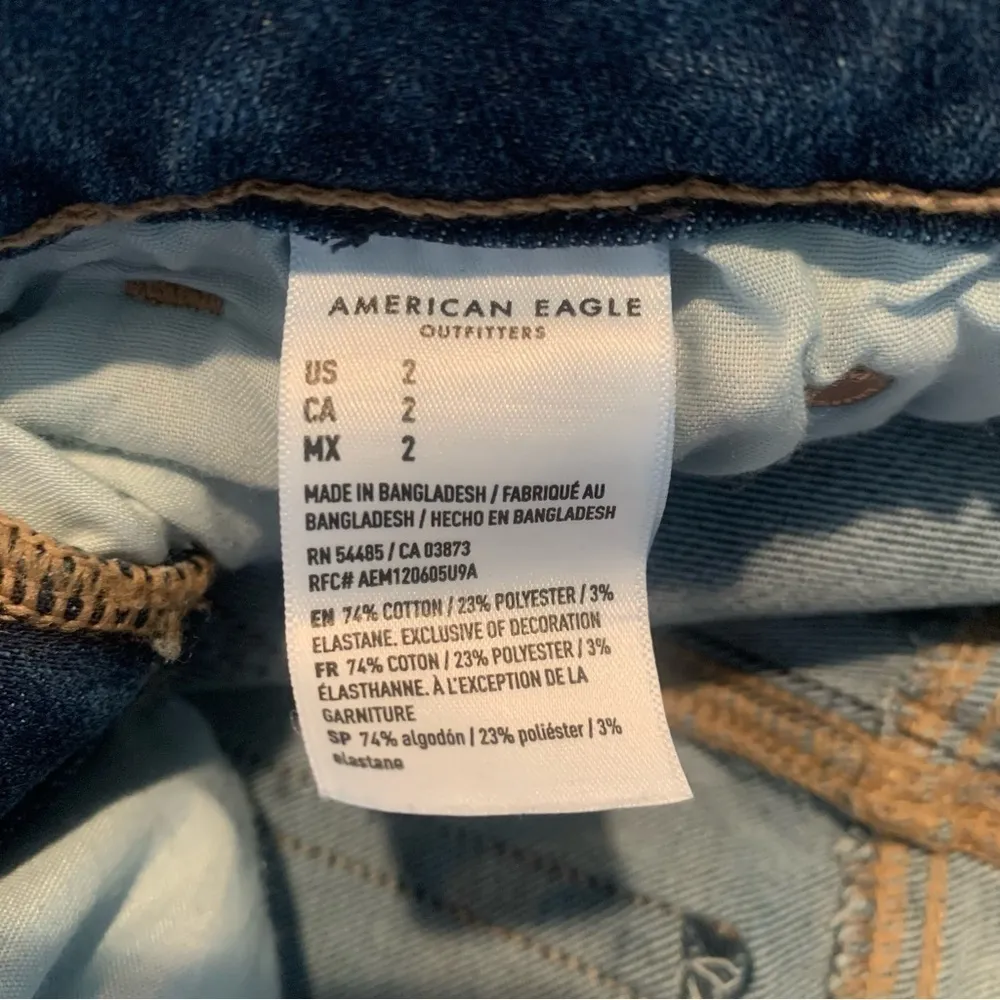 AMERICAN EAGLE
OUTFITTERS
US 2
CA 2
MX 2
MADE IN BANGLADESH / FABRIQUÉ AU
BANGLADESH / HECHO EN BANGLADESH
RN 54485 / CA 03873
RFC# AEM120605U9A
EN 74% COTTON / 23% POLYESTER / 3%
ELASTANE. EXCLUSIVE OF DECORATION
FR 74% COTON / 23% POLYESTER / 3%
ÉLASTHANNE. À L'EXCEPTION DE LA
GARNITURE
SP 74% algodón / 23% poliéster / 3%
elastano